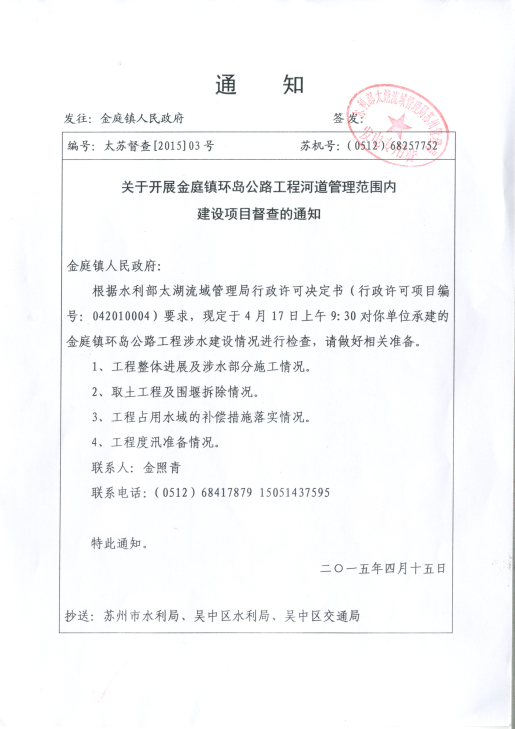 通 知
发往：金庭镇人民政府 签发：
编号：太苏督查[2015]03号 苏机号：(0512)68257752
关于开展金庭镇环岛公路工程河道管理范围内
建设项目督查的通知
金庭镇人民政府：
根据水利部太湖流域管理局行政许可决定书（行政许可项目编
号：042010004）要求，现定于4月17日上午9:30对你单位承建的
金庭镇环岛公路工程涉水建设情况进行检查，请做好相关准备。
1、工程整体进展及涉水部分施工情况。
2、取土工程及围堰拆除情况。
3、工程占用水域的补偿措施落实情况。
4、工程度汛准备情况。
联系人：金照青
联系电话：(0512)68417879 15051437595
特此通知。
二〇一五年四月十五日
抄送：苏州市水利局、吴中区水利局、吴中区交通局